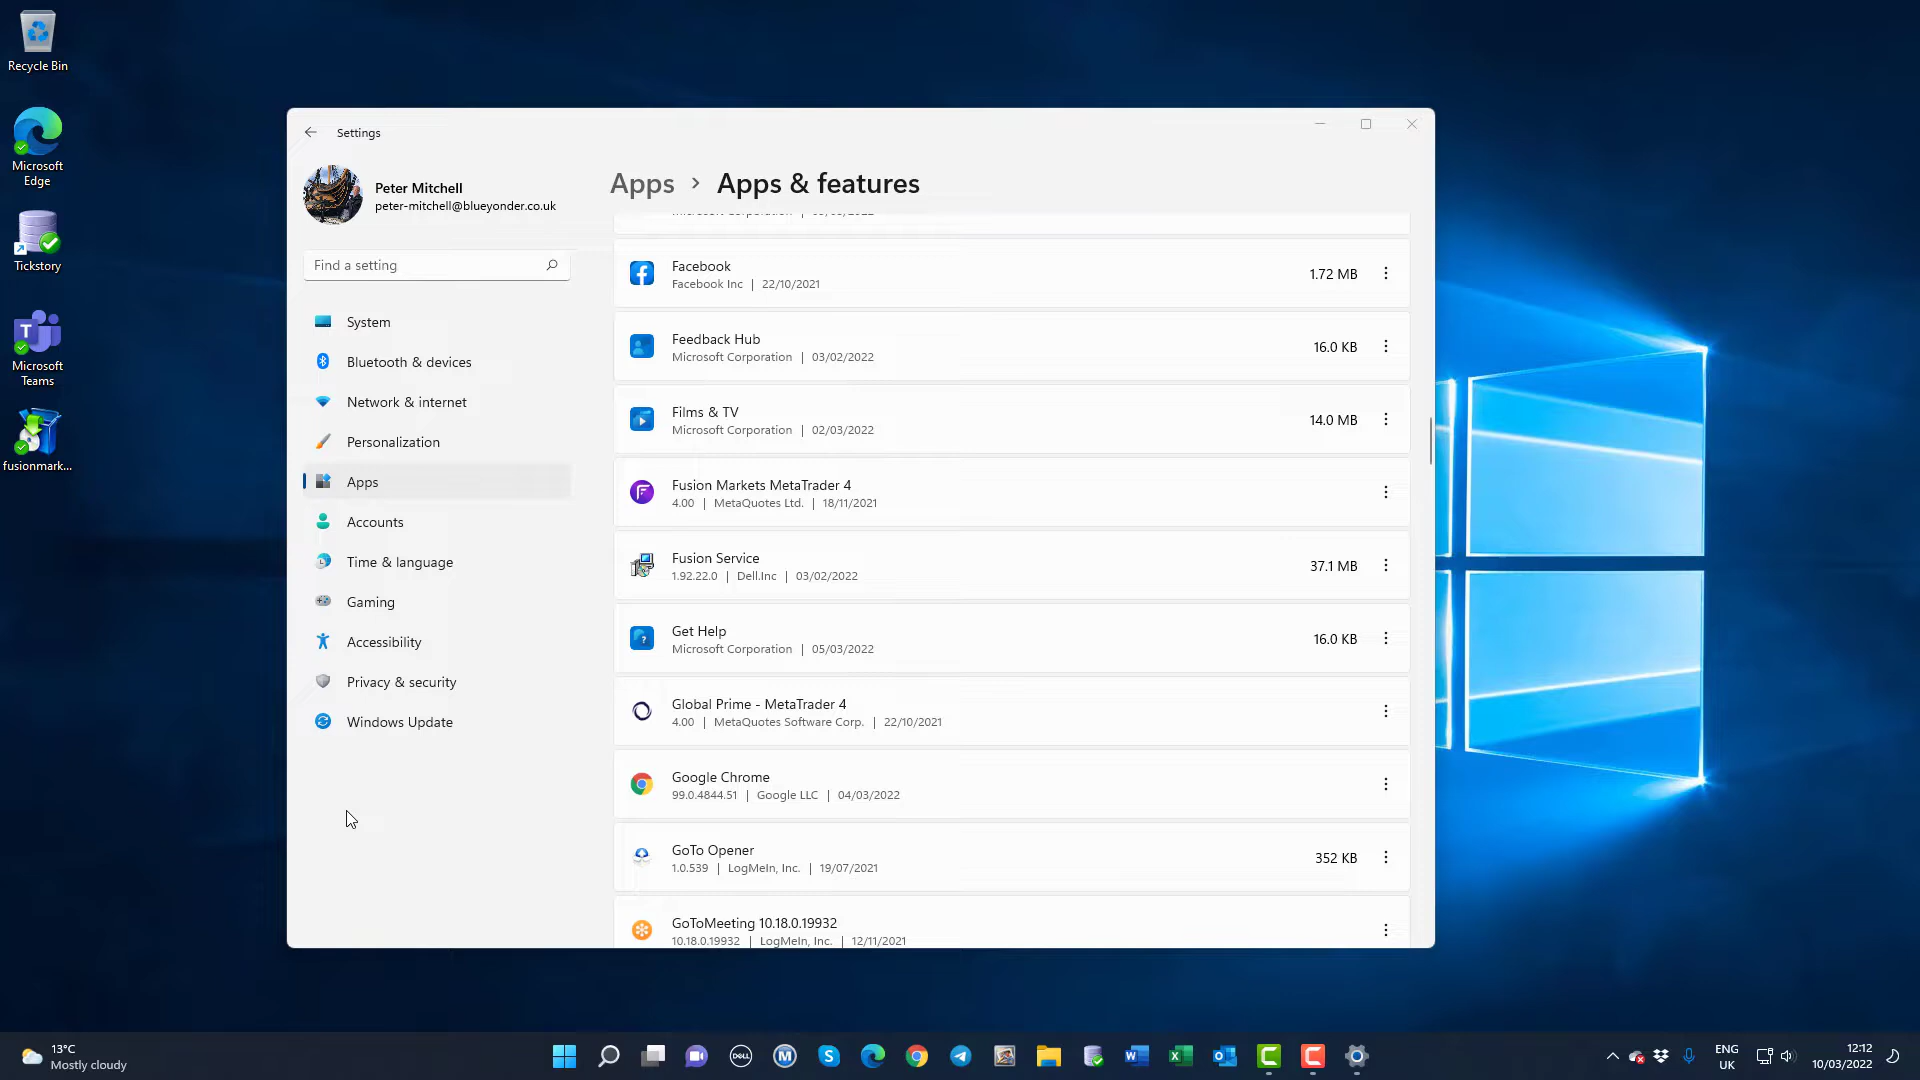 Recycle Bin
Microsoft
Edge
Tickstory
Microsoft
Teams
fusionmark...
Settings
Peter Mitchell
peter-mitchell@blueyonder.co.uk
Find a setting
System
Bluetooth & devices
Network & internet
Personalization
Apps
Accounts
Time & language
Gaming
Accessibility
Privacy & security
Windows Update
Apps > Apps & features
Facebook
Facebook Inc | 22/10/2021
1.72 MB
Feedback Hub
Microsoft Corporation | 03/02/2022
16.0 KB
Films & TV
Microsoft Corporation | 02/03/2022
14.0 MB
Fusion Markets MetaTrader 4
4.00 | MetaQuotes Ltd. | 18/11/2021
Fusion Service
1.92.22.0 | Dell.Inc | 03/02/2022
37.1 MB
Get Help
Microsoft Corporation | 05/03/2022
16.0 KB
Global Prime - MetaTrader 4
4.00 | MetaQuotes Software Corp. | 22/10/2021
Google Chrome
99.0.4844.51 | Google LLC | 04/03/2022
GoTo Opener
1.0.539 | LogMeIn, Inc. | 19/07/2021
352 KB
GoToMeeting 10.18.0.19932
10.18.0.19932 | LogMeIn, Inc. | 12/11/2021
13°C
Mostly cloudy
DELL
ENG
UK
12:12
10/03/2022